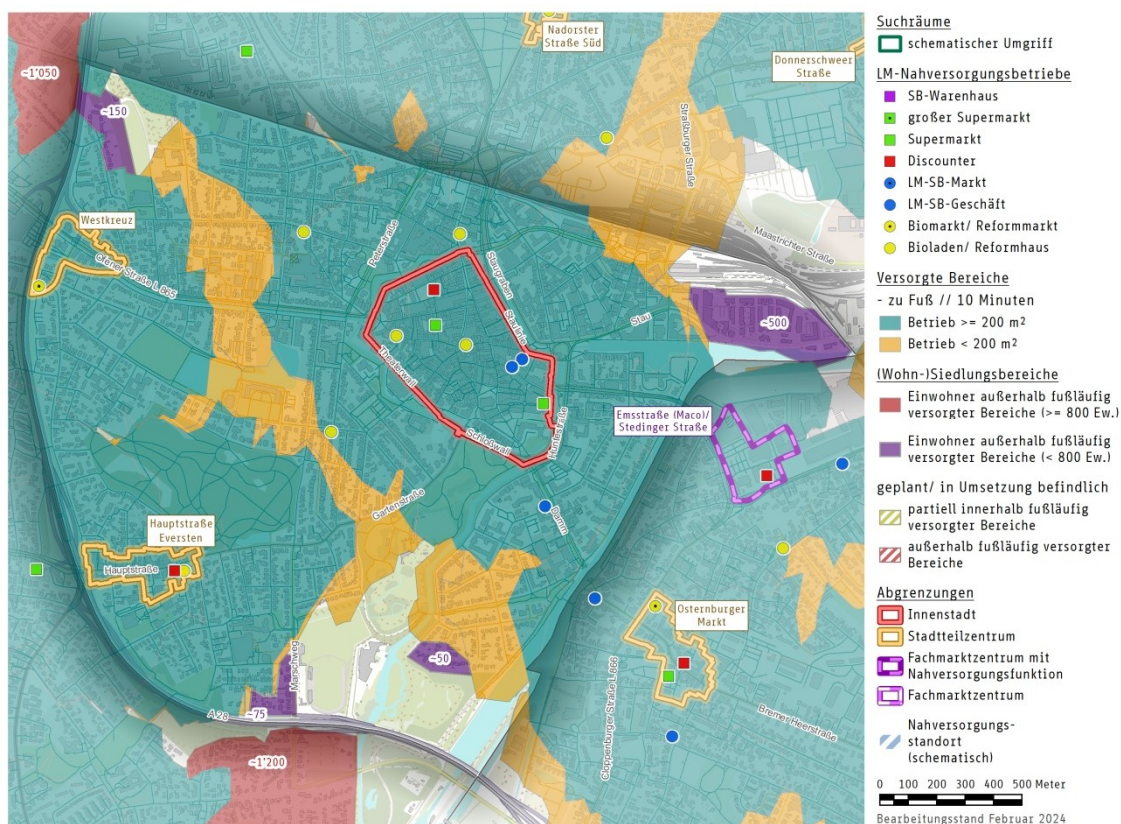 Nadorster
Straße Süd
Donnerschweer
Straße
~1'050
~150
Straßburger Straße
Westkreuz
Ofener Straße L 865
Peterstraße
Staugraben
Staulinie
Stau
Maastrichter Straße
~500
Theaterwall
Schloßwall
Huntestraße
Emsstraße (Maco)/
Stedinger Straße
Damm
Gartenstraße
Hauptstraße
Eversten
Hauptstraße
Osternburger
Markt
~50
Marschweg
~75
A 28
~1'200
Cloppenburger Straße L 866
Bremer Heerstraße
Suchräume
schematischer Umgriff
LM-Nahversorgungsbetriebe
SB-Warenhaus
großer Supermarkt
Supermarkt
Discounter
LM-SB-Markt
LM-SB-Geschäft
Biomarkt/ Reformmarkt
Bioladen/ Reformhaus
Versorgte Bereiche
- zu Fuß // 10 Minuten
Betrieb >= 200 m²
Betrieb < 200 m²
(Wohn-)Siedlungsbereiche
Einwohner außerhalb fußläufig
versorgter Bereiche (>= 800 Ew.)
Einwohner außerhalb fußläufig
versorgter Bereiche (< 800 Ew.)
geplant/ in Umsetzung befindlich
partiell innerhalb fußläufig
versorgter Bereiche
außerhalb fußläufig versorgter
Bereiche
Abgrenzungen
Innenstadt
Stadtteilzentrum
Fachmarktzentrum mit
Nahversorgungsfunktion
Fachmarktzentrum
Nahversorgungs-
standort
(schematisch)
0 100 200 300 400 500 Meter
Bearbeitungsstand Februar 2024